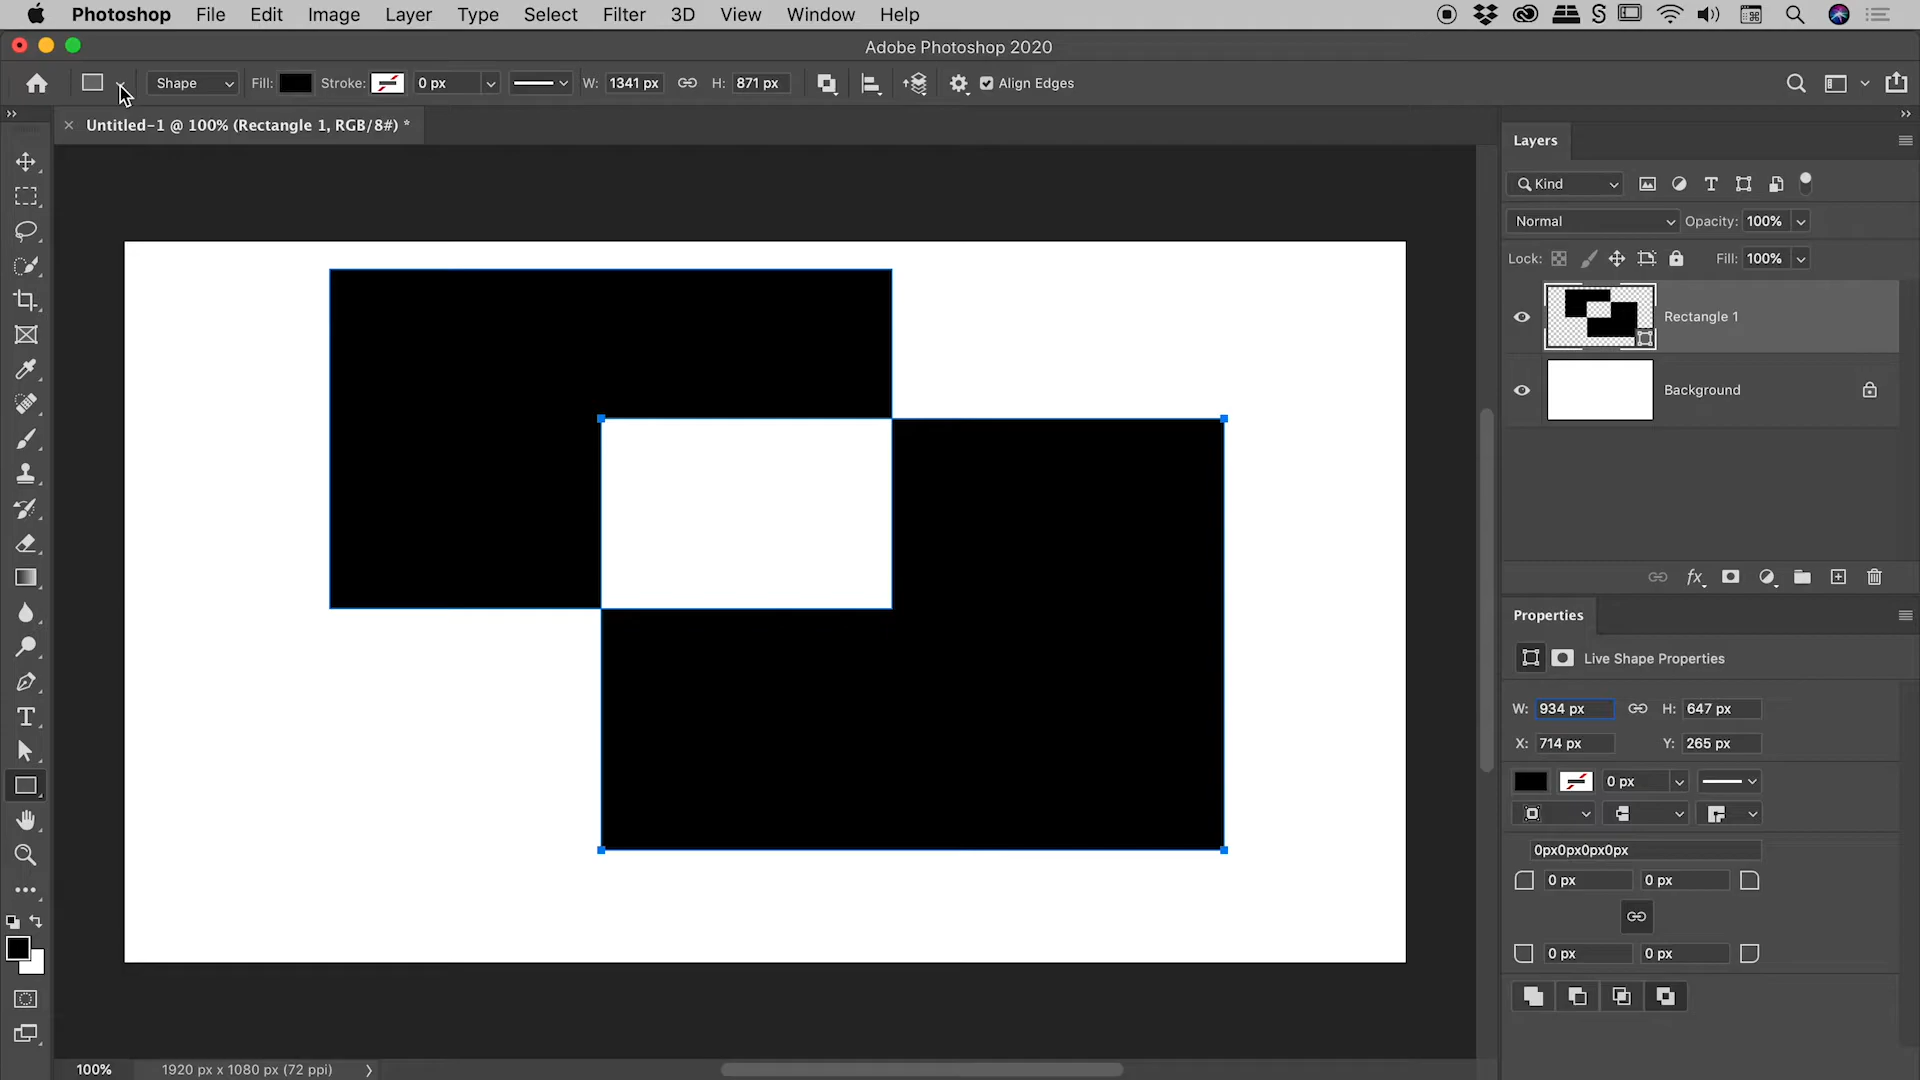 Photoshop File Edit Image Layer Type Select Filter 3D View Window Help
Adobe Photoshop 2020
Shape Fill: Stroke: 0 px W: 1341 px H: 871 px Align Edges
Untitled-1 @ 100% (Rectangle 1, RGB/8#) *
Layers
Kind
Normal Opacity: 100%
Lock: Fill: 100%
Rectangle 1
Background
fx
Properties
Live Shape Properties
W: 934 px H: 647 px
X: 714 px Y: 265 px
0 px
0px0px0px0px
0 px 0 px
0 px 0 px
100% 1920 px x 1080 px (72 ppi)